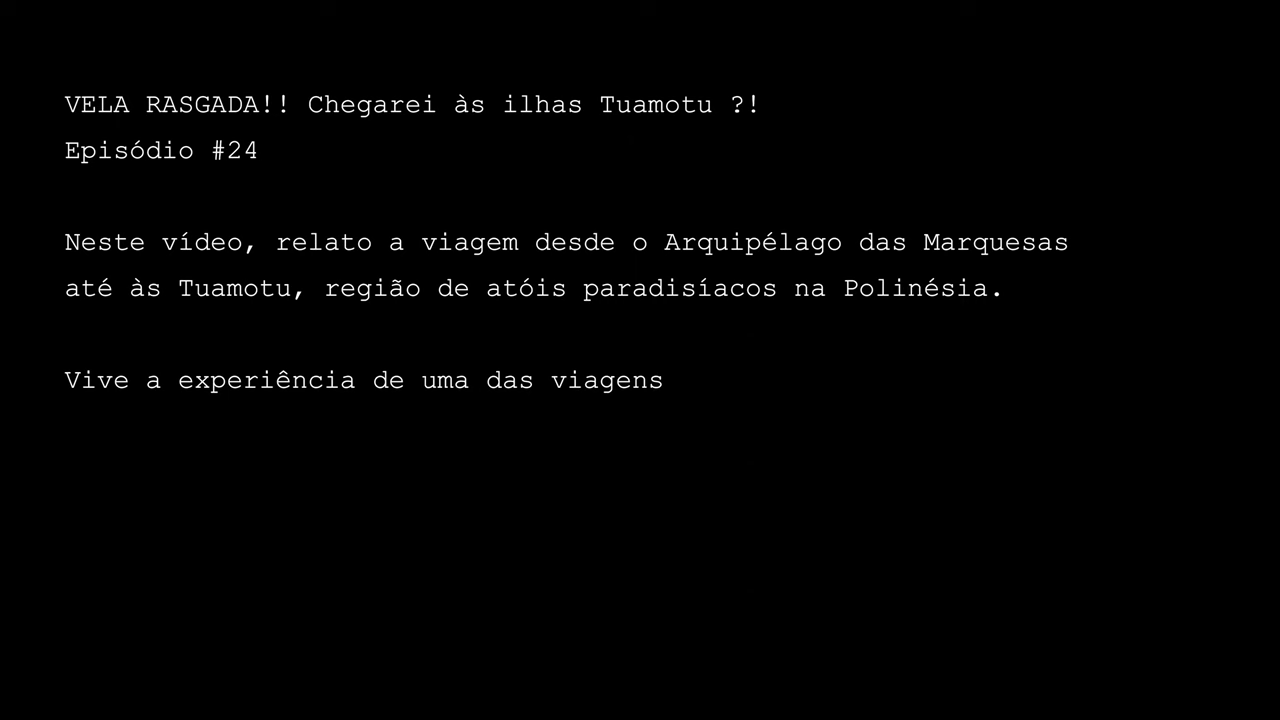 VELA RASGADA!! Chegarei às ilhas Tuamotu ?!
Episódio #24
Neste vídeo, relato a viagem desde o Arquipélago das Marquesas
até às Tuamotu, região de atóis paradisíacos na Polinésia.
Vive a experiência de uma das viagens